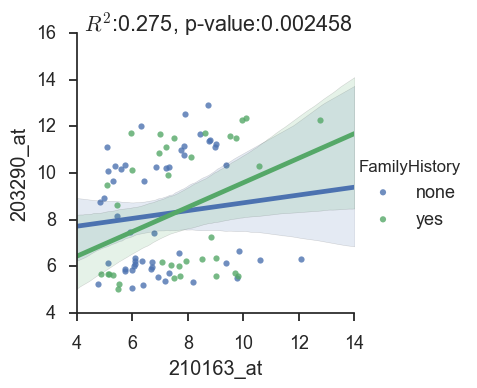 R²:0.275, p-value:0.002458
16
14
12
10
8
6
4
203290_at
4 6 8 10 12 14
210163_at
FamilyHistory
none
yes